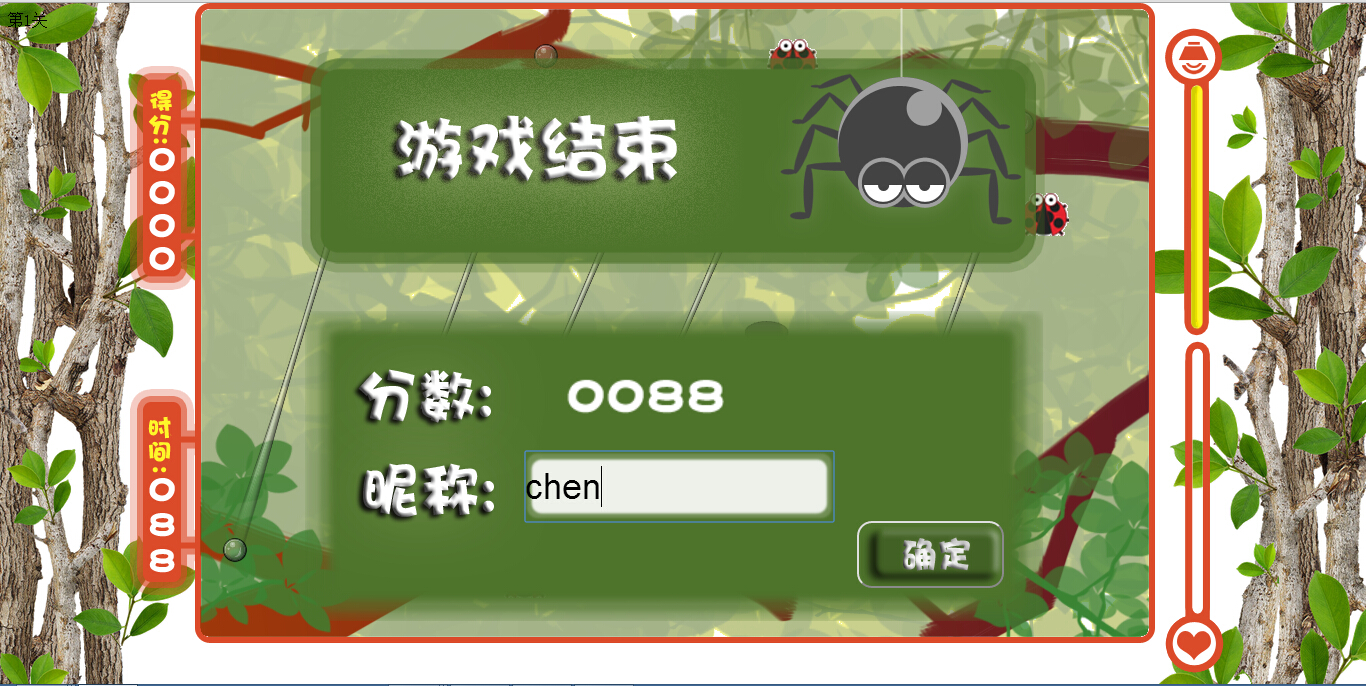 第1关
得分:0000
游戏结束
分数: 0088
昵称: chen
确定
时间:088